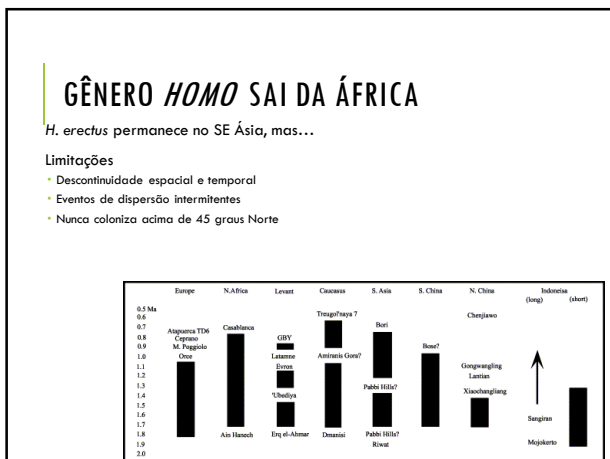 GÊNERO HOMO SAI DA ÁFRICA
H. erectus permanece no SE Ásia, mas...
Limitações
• Descontinuidade espacial e temporal
• Eventos de dispersão intermitentes
• Nunca coloniza acima de 45 graus Norte
Europe N.Africa Levant Caucasus S. Asia S. China N. China Indoneisa
(long) (short)
0.5 Ma
0.6 Treugol'naya ? Chenjiawo
0.7 Atapuerca TD6 Casablanca Bori
0.8 Ceprano GBY
0.9 M. Poggiolo Bose?
1.0 Orce Latamne Amiranis Gora?
1.1 Evron Gongwangling
1.2 Lantian
1.3 Pabbi Hills?
1.4 'Ubediya Xiaochangliang
1.5
1.6
1.7 Sangiran
1.8 Ain Hanech Erq el-Ahmar Dmanisi Pabbi Hills?
1.9 Riwat Mojokerto
2.0